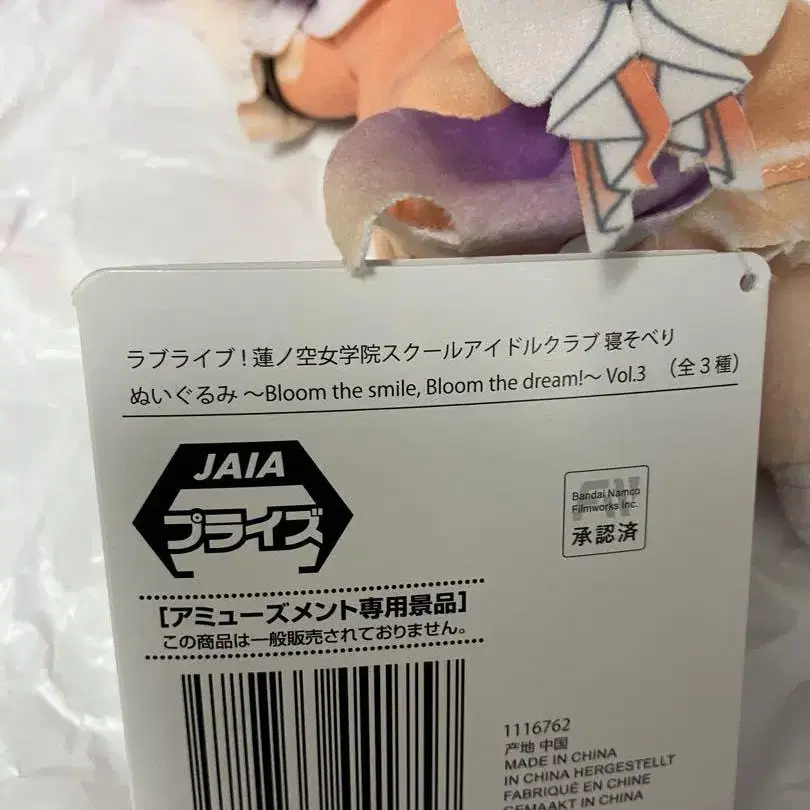 ラブライブ！蓮ノ空女学院スクールアイドルクラブ 寝そべり
ぬいぐるみ ～Bloom the smile, Bloom the dream!～ Vol.3 （全３種）
JAIA
プライズ
Bandai Namco
Filmworks Inc.
承認済
[アミューズメント専用景品]
この商品は一般販売されておりません。
1116762
产地 中国
MADE IN CHINA
IN CHINA HERGESTELLT
FABRIQUÉ EN CHINE
GEMAAKT IN CHINA